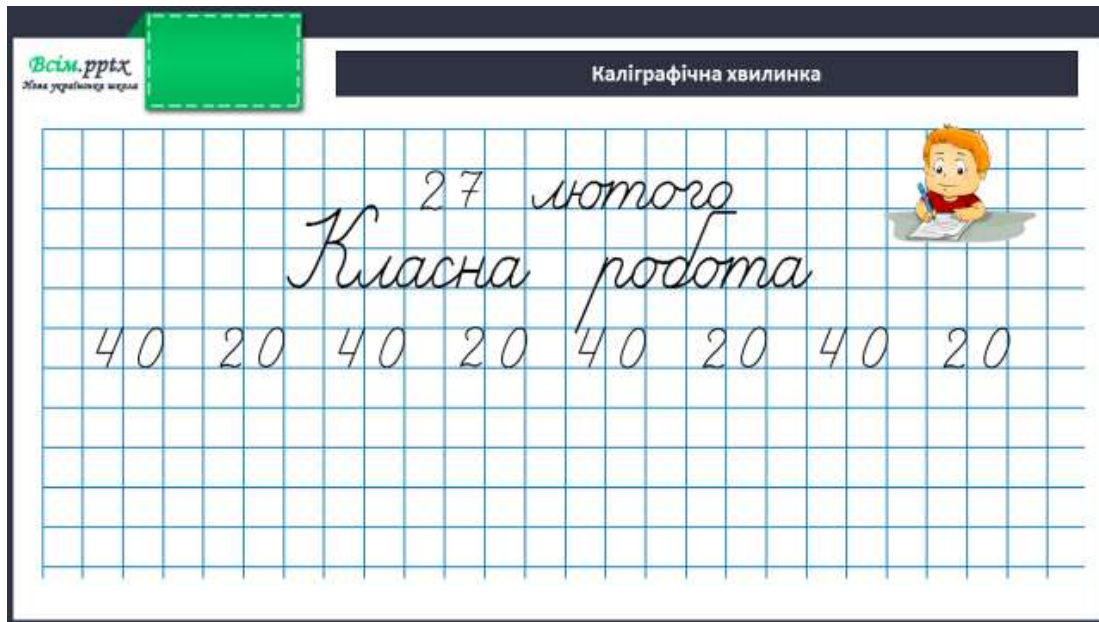 Всім.pptx
Нова українська школа
Каліграфічна хвилинка
27 лютого
Класна робота
40 20 40 20 40 20 40 20